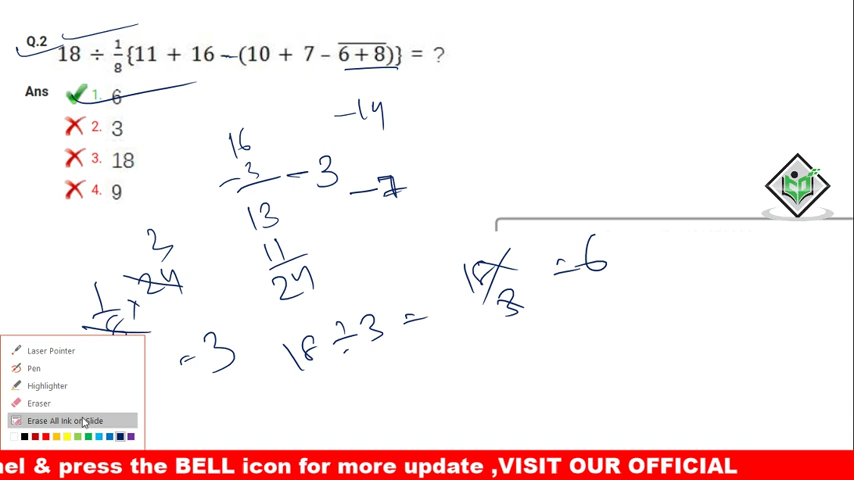 Q.2 18 ÷ 1/8{11 + 16 –(10 + 7 – 6 + 8)} = ?
Ans 1. 6
2. 3
3. 18
4. 9
-14
16
-3 - 3
-7
13
11
24
3
24
1
= 3
18 ÷ 3 =
18/3 = 6
Laser Pointer
Pen
Highlighter
Eraser
Erase All Ink on Slide
nel & press the BELL icon for more update ,VISIT OUR OFFICIAL